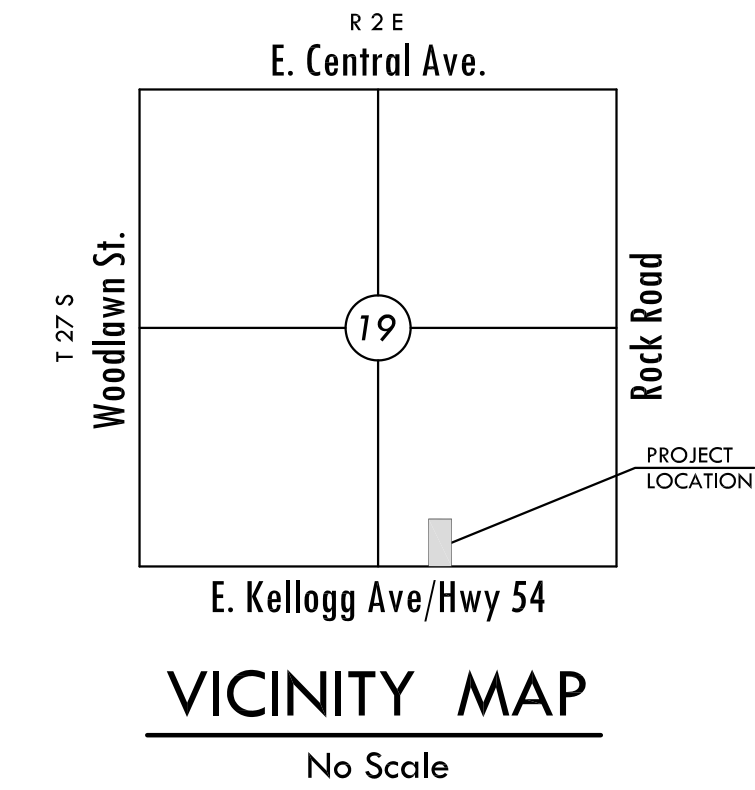 R 2 E
E. Central Ave.
T 27 S
Woodlawn St.
19
Rock Road
PROJECT
LOCATION
E. Kellogg Ave/Hwy 54
VICINITY MAP
No Scale